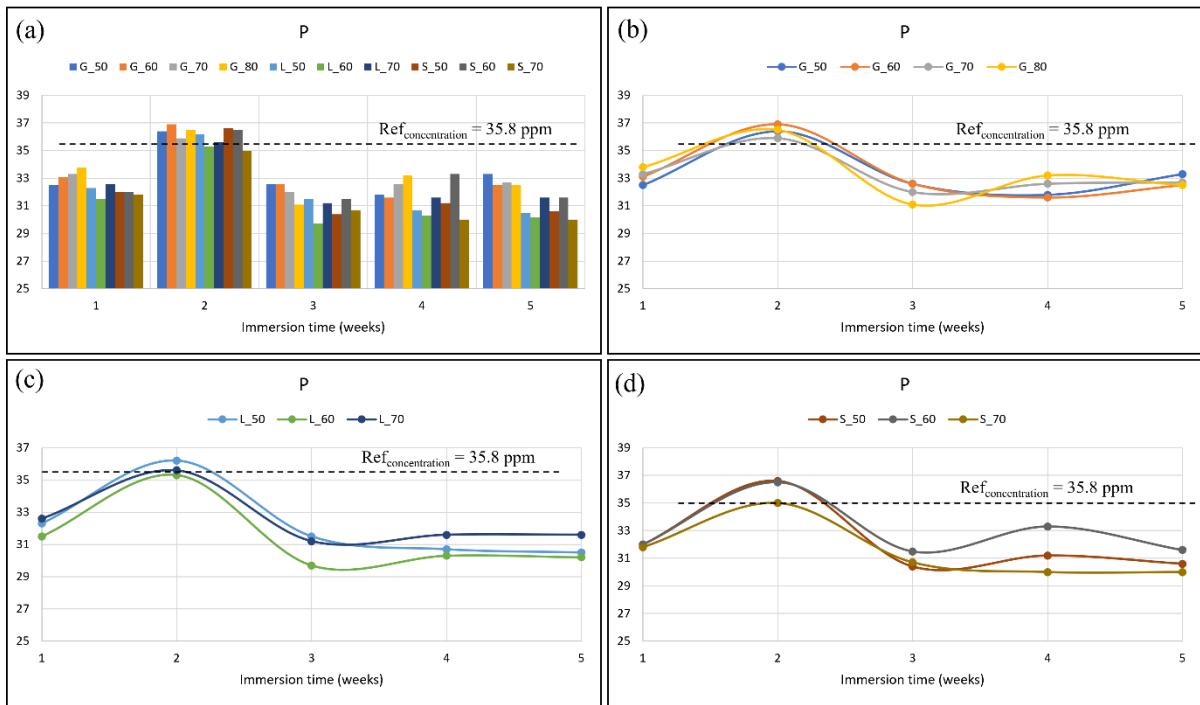 (a)
P
G_50 G_60 G_70 G_80 L_50 L_60 L_70 S_50 S_60 S_70
39
37
35
33
31
29
27
25
Ref_concentration = 35.8 ppm
1 2 3 4 5
Immersion time (weeks)
(b)
P
G_50 G_60 G_70 G_80
39
37
35
33
31
29
27
25
Ref_concentration = 35.8 ppm
1 2 3 4 5
Immersion time (weeks)
(c)
P
L_50 L_60 L_70
37
35
33
31
29
27
25
Ref_concentration = 35.8 ppm
1 2 3 4 5
Immersion time (weeks)
(d)
P
S_50 S_60 S_70
39
37
35
33
31
29
27
25
Ref_concentration = 35.8 ppm
1 2 3 4 5
Immersion time (weeks)